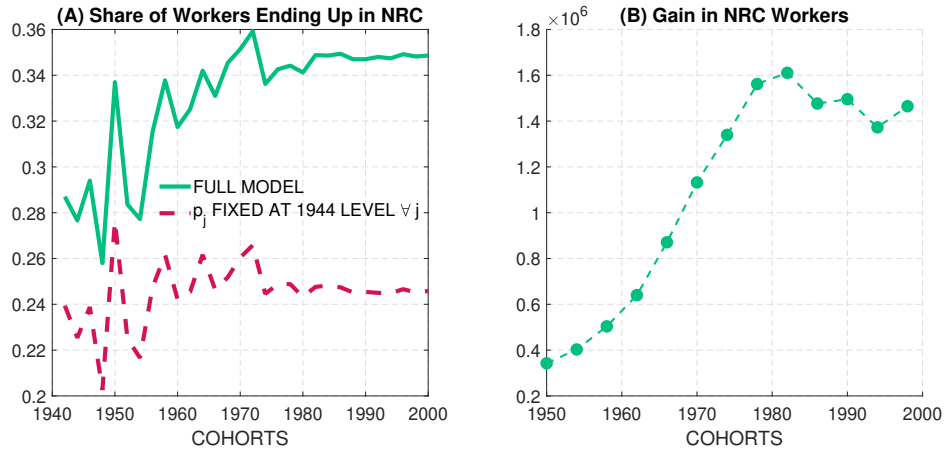 (A) Share of Workers Ending Up in NRC
0.36
0.34
0.32
0.3
0.28
0.26
0.24
0.22
0.2
FULL MODEL
p_j FIXED AT 1944 LEVEL ∀ j
1940 1950 1960 1970 1980 1990 2000
COHORTS
(B) Gain in NRC Workers
×10^6
1.8
1.6
1.4
1.2
1
0.8
0.6
0.4
0.2
1950 1960 1970 1980 1990 2000
COHORTS